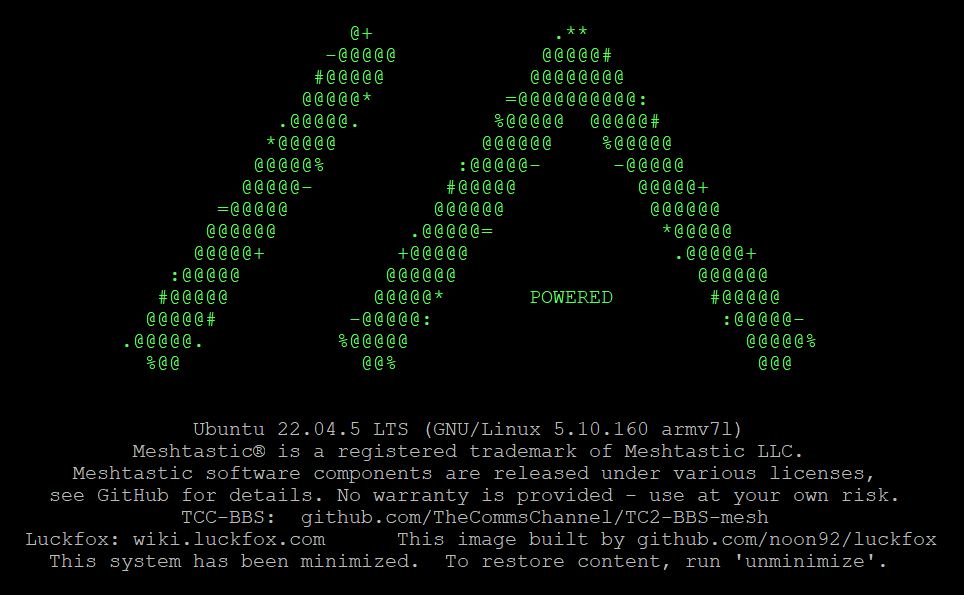 POWERED
Ubuntu 22.04.5 LTS (GNU/Linux 5.10.160 armv7l)
Meshtastic® is a registered trademark of Meshtastic LLC.
Meshtastic software components are released under various licenses,
see GitHub for details. No warranty is provided - use at your own risk.
TCC-BBS:  github.com/TheCommsChannel/TC2-BBS-mesh
Luckfox: wiki.luckfox.com      This image built by github.com/noon92/luckfox
This system has been minimized.  To restore content, run 'unminimize'.